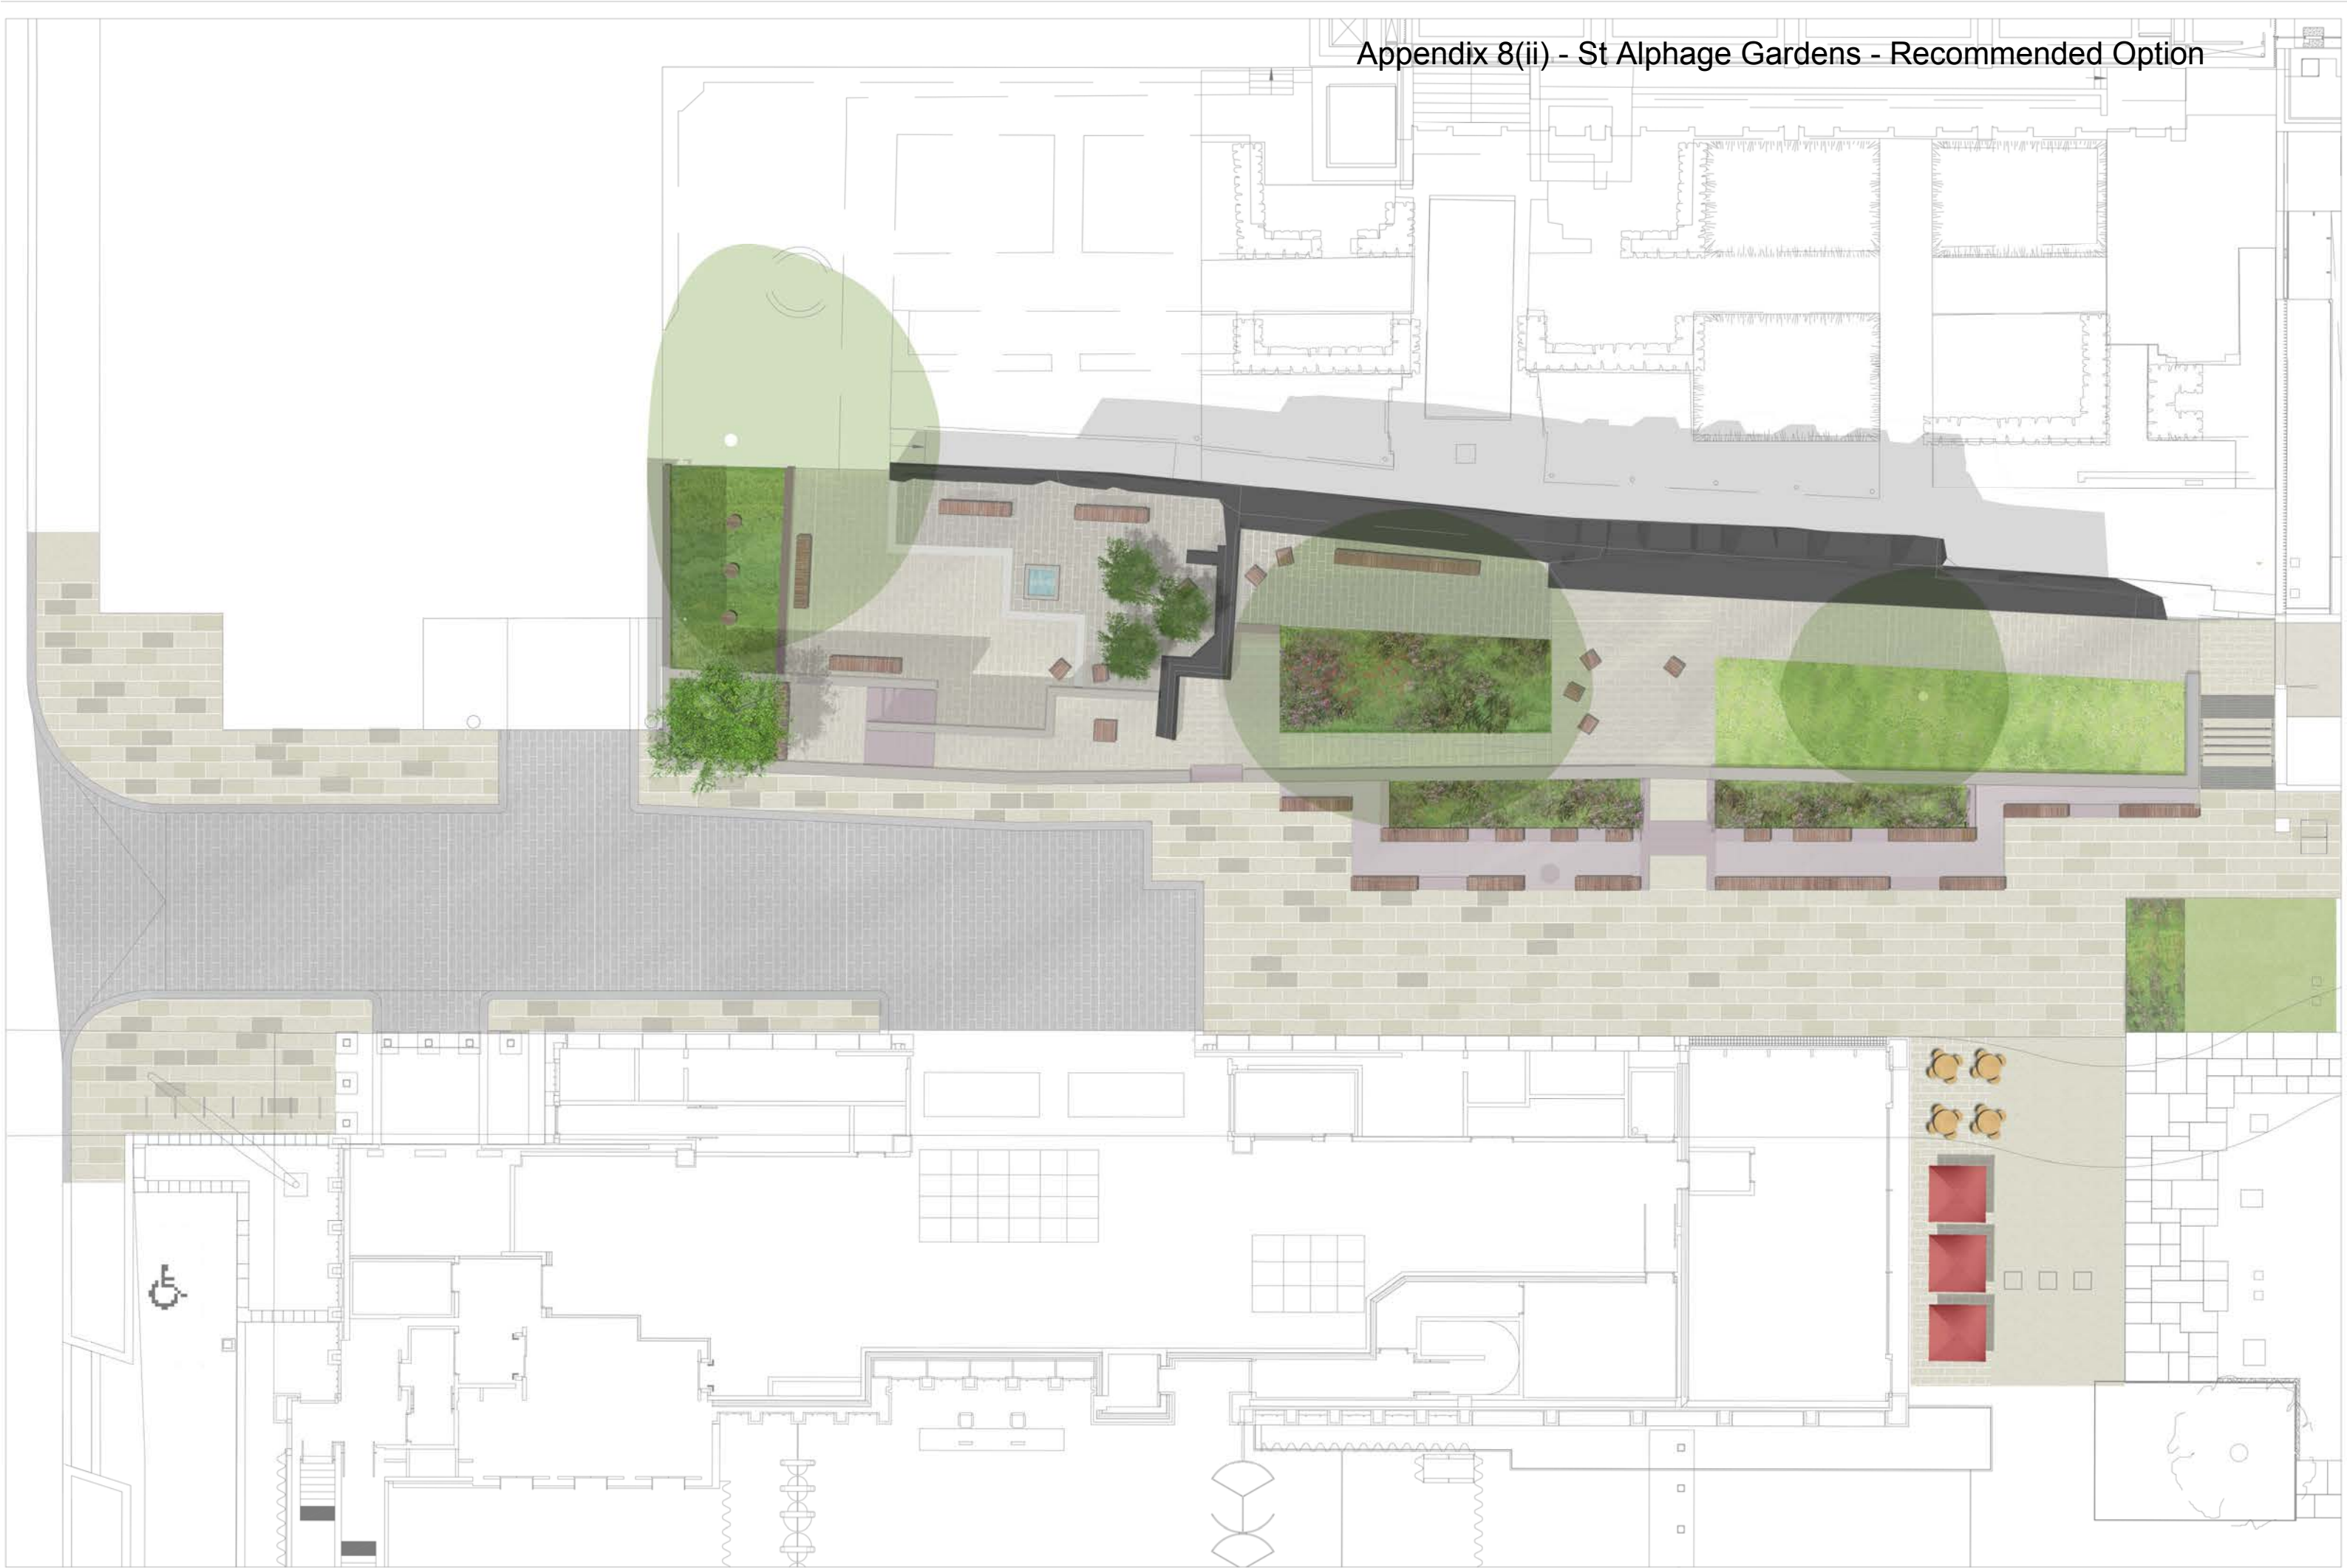 Appendix 8(ii) - St Alphage Gardens - Recommended Option